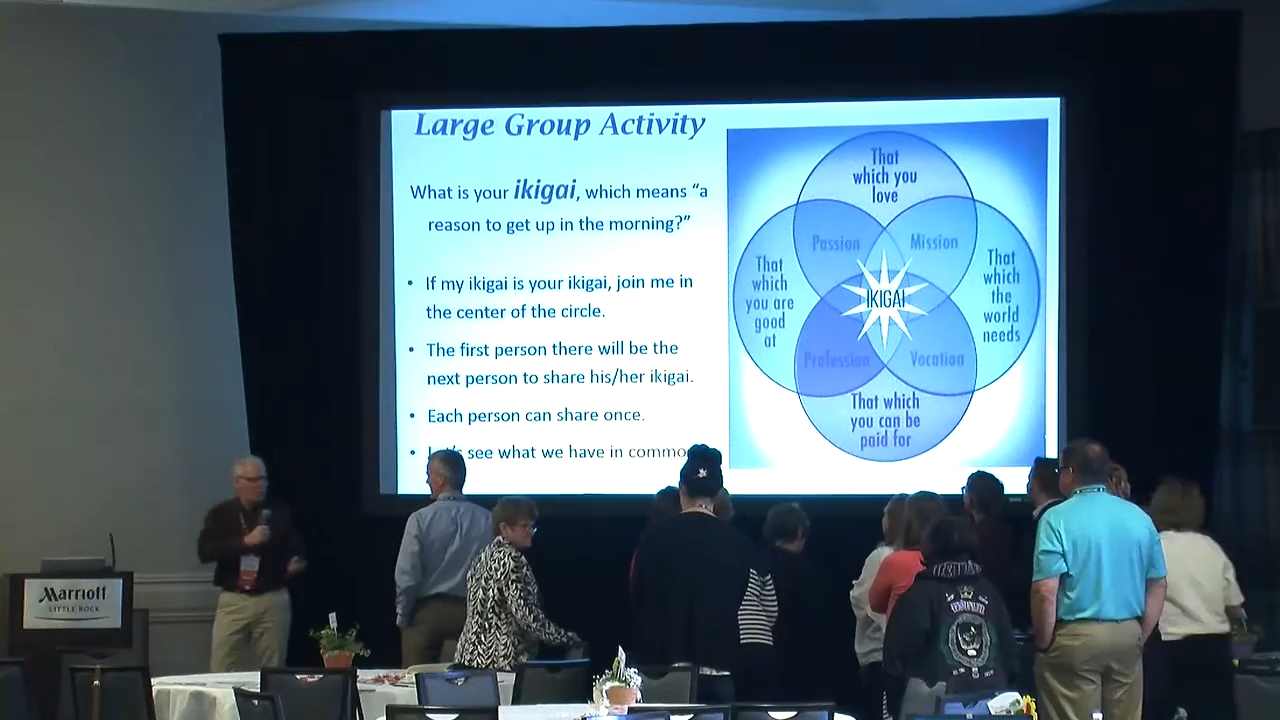 Large Group Activity
What is your ikigai, which means “a
reason to get up in the morning?”
• If my ikigai is your ikigai, join me in
the center of the circle.
• The first person there will be the
next person to share his/her ikigai.
• Each person can share once.
• Let's see what we have in commo
That
which you
love
Passion
Mission
That
which
you are
good
at
That
which
the
world
needs
IKIGAI
Profession
Vocation
That which
you can be
paid for
Marriott
LITTLE ROCK